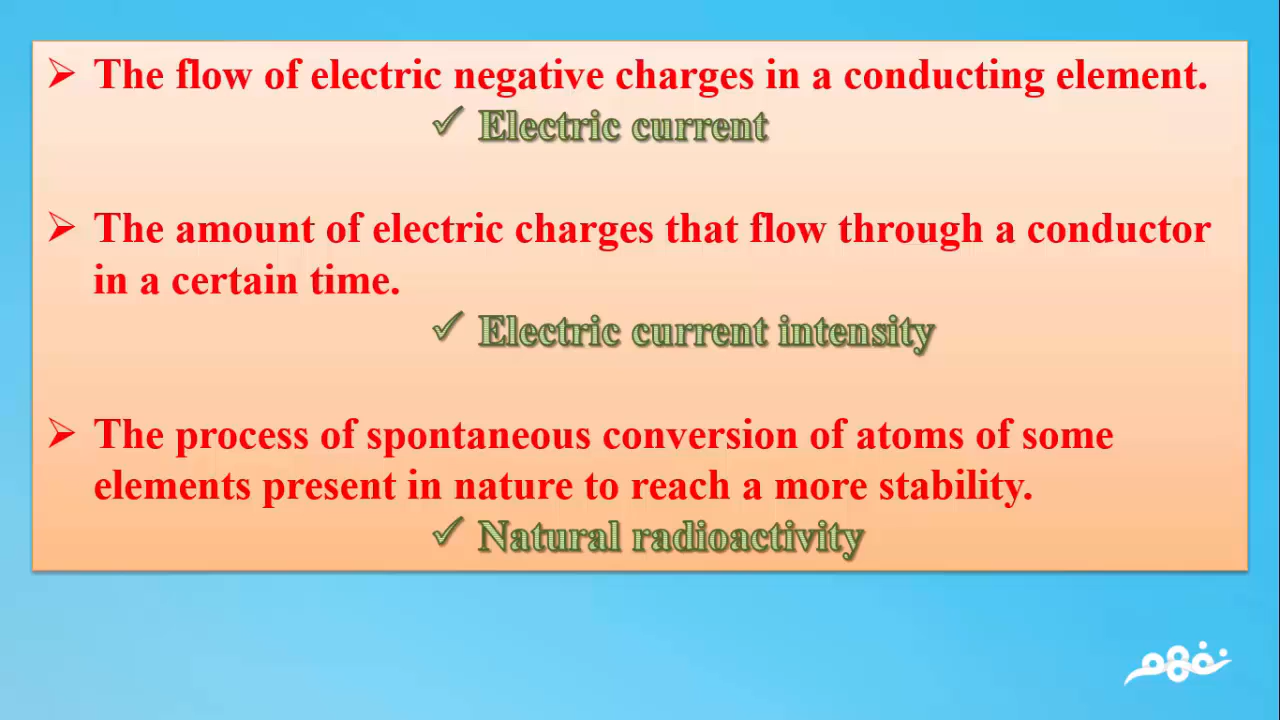 ➢ The flow of electric negative charges in a conducting element.
✓ Electric current
➢ The amount of electric charges that flow through a conductor
in a certain time.
✓ Electric current intensity
➢ The process of spontaneous conversion of atoms of some
elements present in nature to reach a more stability.
✓ Natural radioactivity
نفهم